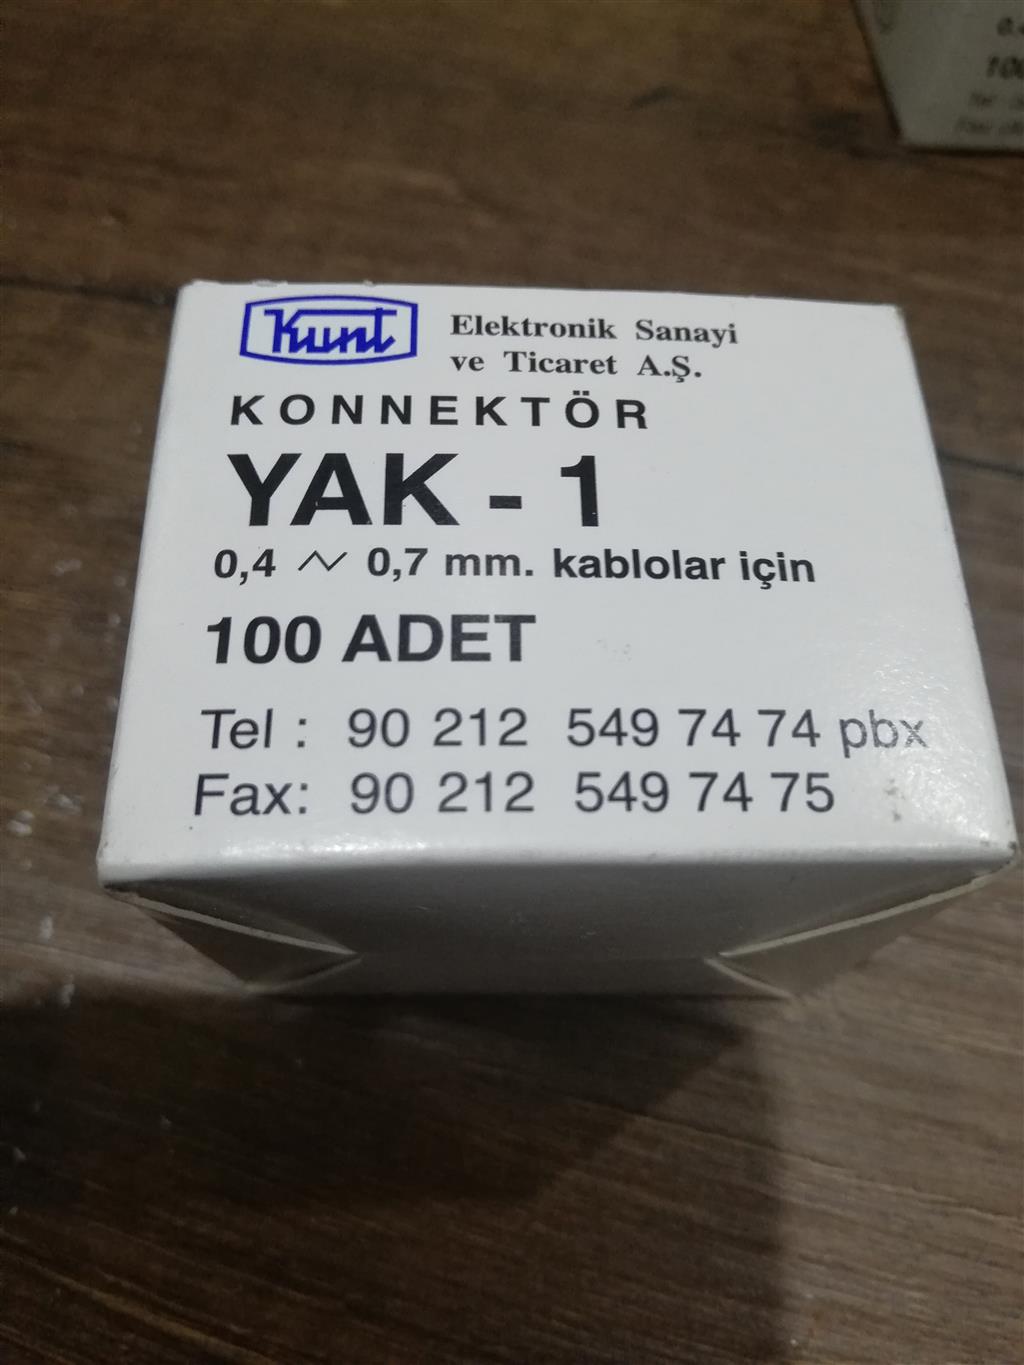 Kunt
Elektronik Sanayi
ve Ticaret A.Ş.
KONNEKTÖR
YAK - 1
0,4 ~ 0,7 mm. kablolar için
100 ADET
Tel : 90 212 549 74 74 pbx
Fax: 90 212 549 74 75